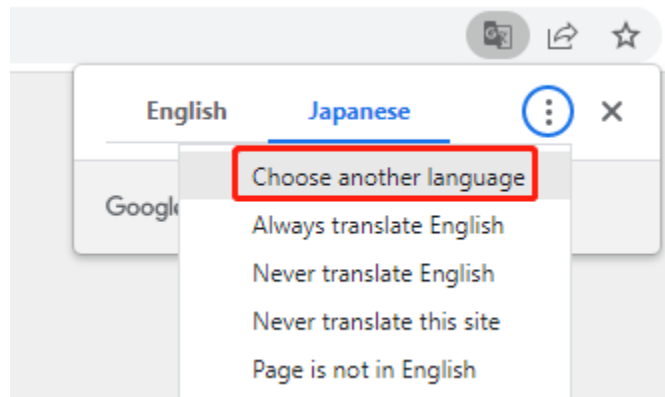 English Japanese
Choose another language
Google
Always translate English
Never translate English
Never translate this site
Page is not in English